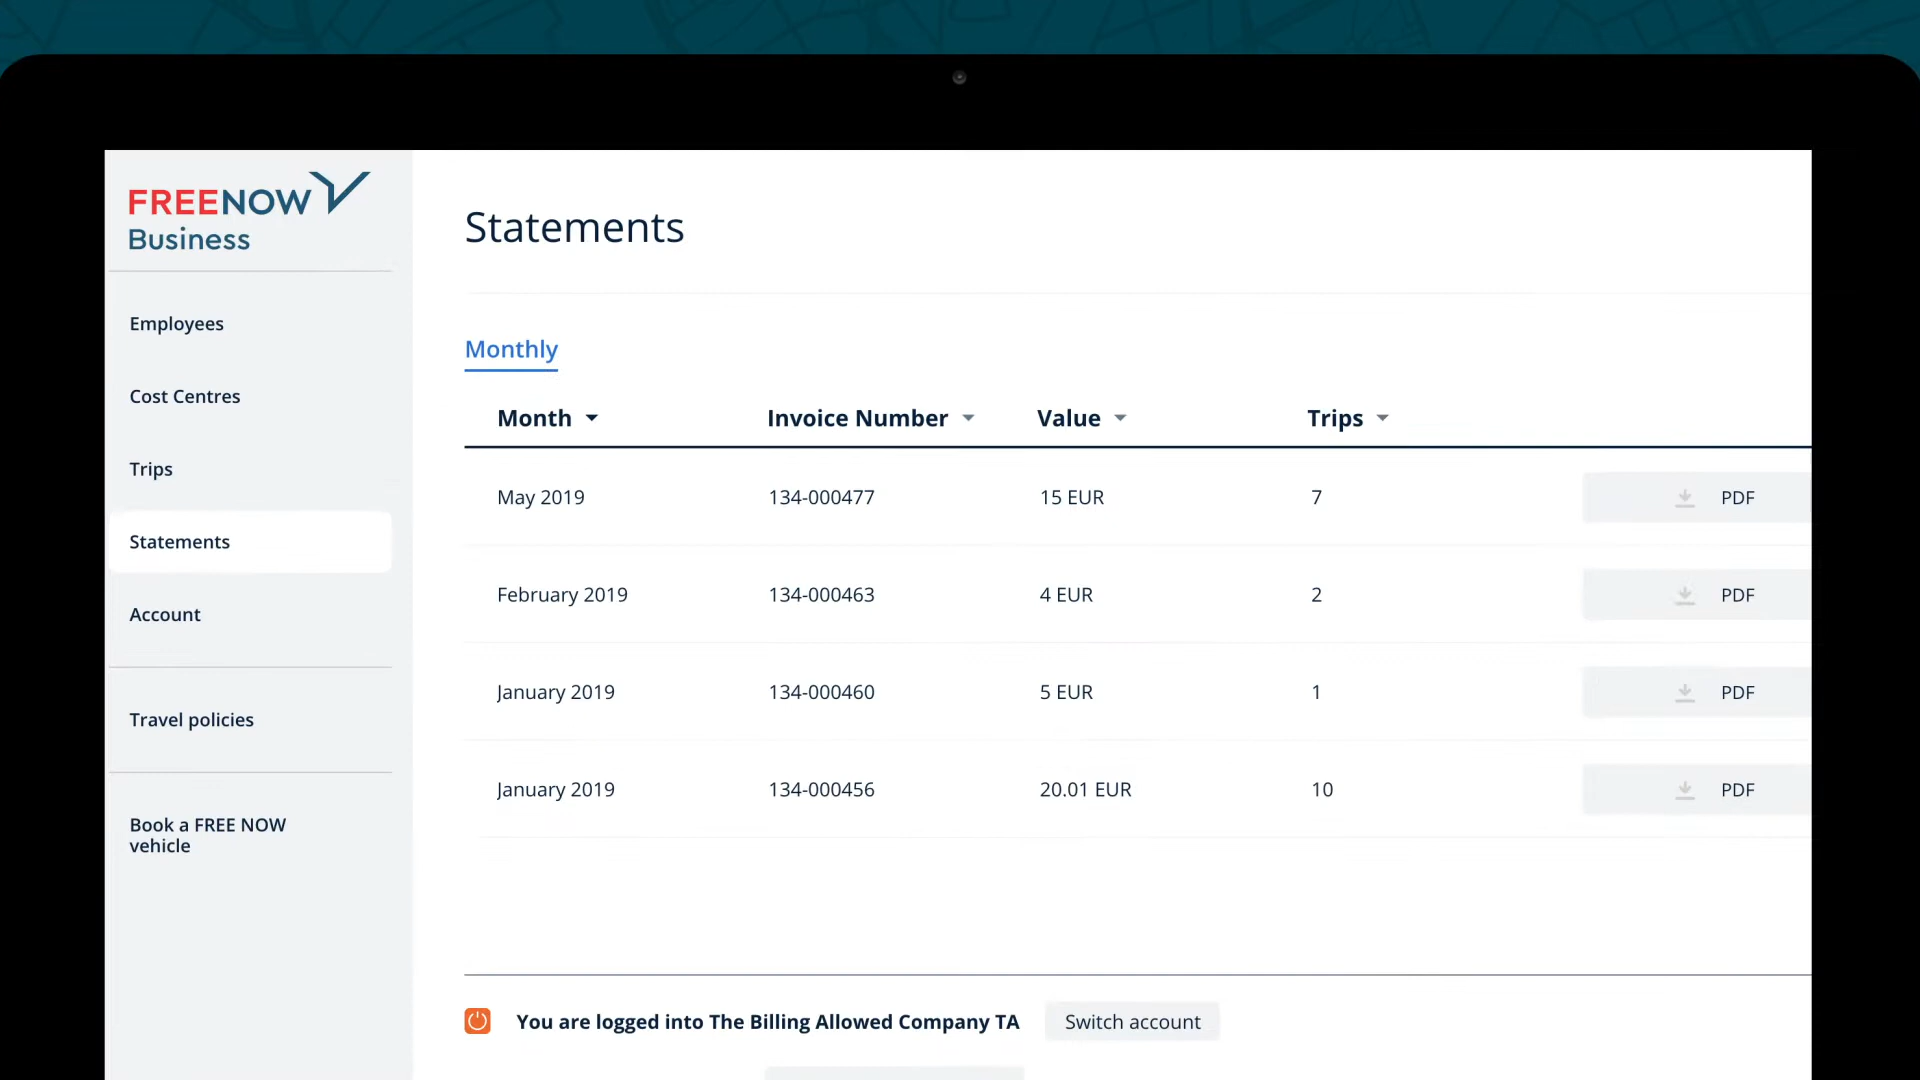 FREENOW
Business
Employees
Cost Centres
Trips
Statements
Account
Travel policies
Book a FREE NOW
vehicle
Statements
Monthly
Month Invoice Number Value Trips
May 2019 134-000477 15 EUR 7 PDF
February 2019 134-000463 4 EUR 2 PDF
January 2019 134-000460 5 EUR 1 PDF
January 2019 134-000456 20.01 EUR 10 PDF
You are logged into The Billing Allowed Company TA Switch account